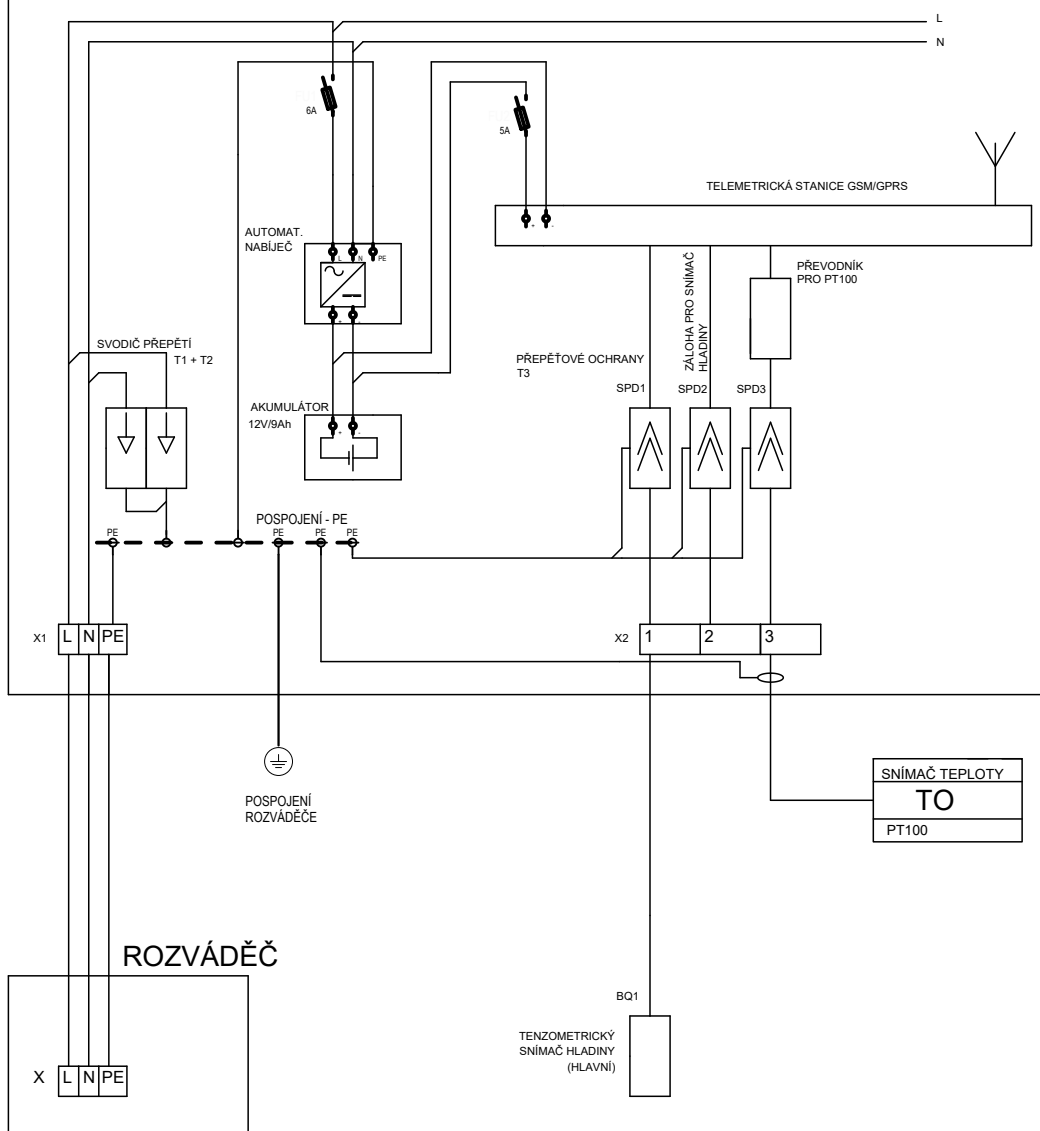 L
N
6A
5A
TELEMETRICKÁ STANICE GSM/GPRS
+ -
AUTOMAT.
NABÍJEČ
L N PE
+ -
PŘEVODNÍK
PRO PT100
ZÁLOHA PRO SNÍMAČ
HLADINY
SVODIČ PŘEPĚTÍ
T1 + T2
PŘEPĚŤOVÉ OCHRANY
T3
SPD1 SPD2 SPD3
AKUMULÁTOR
12V/9Ah
+ -
POSPOJENÍ - PE
PE PE PE PE
X1 L N PE
X2 1 2 3
POSPOJENÍ
ROZVÁDĚČE
SNÍMAČ TEPLOTY
TO
PT100
ROZVÁDĚČ
BQ1
TENZOMETRICKÝ
SNÍMAČ HLADINY
(HLAVNÍ)
X L N PE